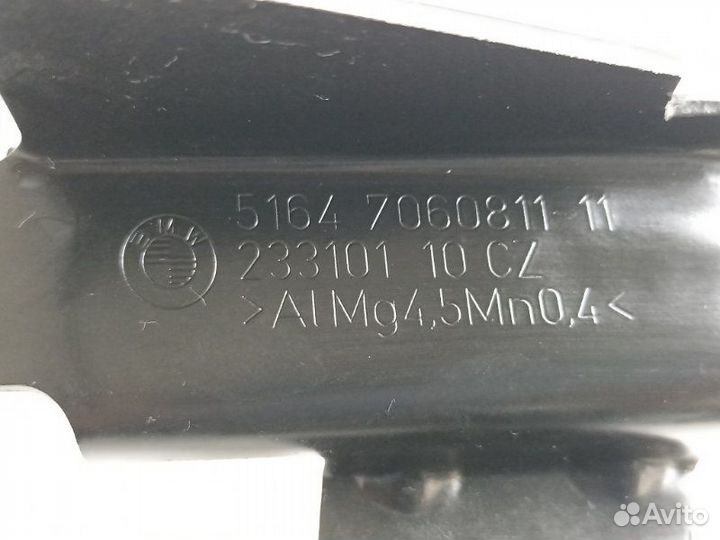 5164 7060811-11
BMW
233101 10 CZ
>AlMg4,5Mn0,4<
Avito